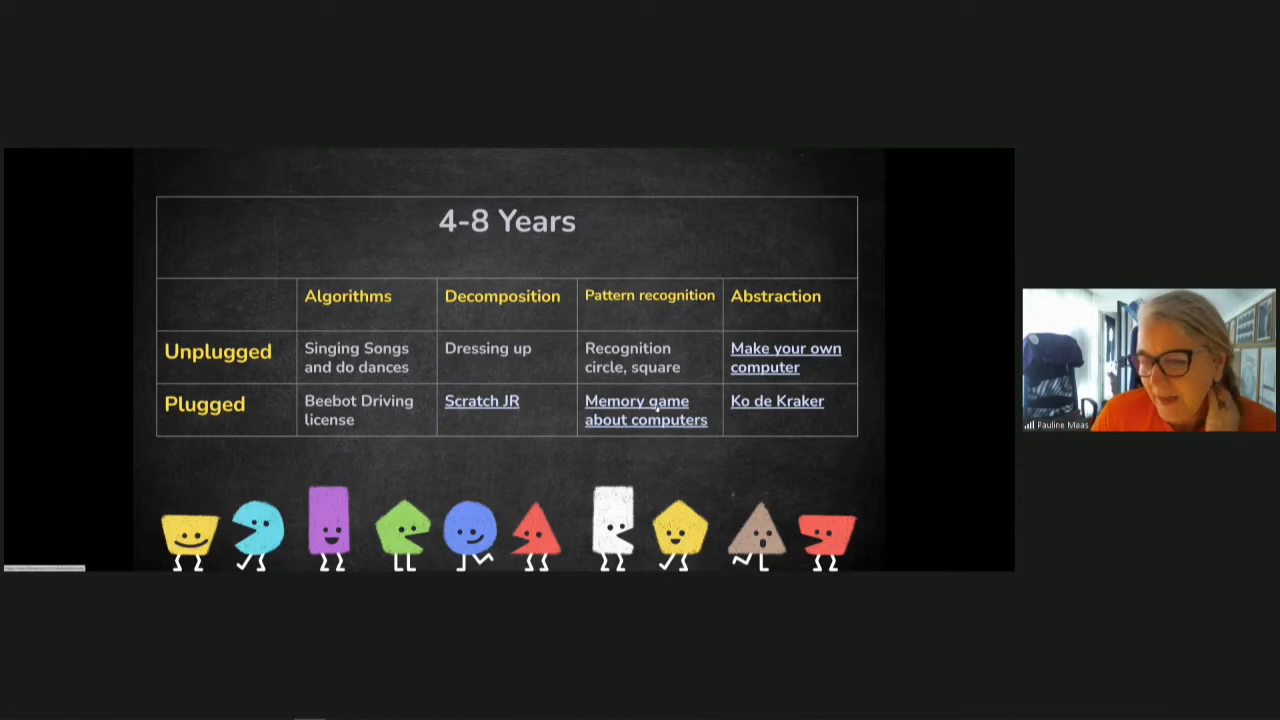 4-8 Years
Algorithms Decomposition Pattern recognition Abstraction
Unplugged
Singing Songs
and do dances
Dressing up
Recognition
circle, square
Make your own
computer
Plugged
Beebot Driving
license
Scratch JR
Memory game
about computers
Ko de Kraker
Pauline Maas